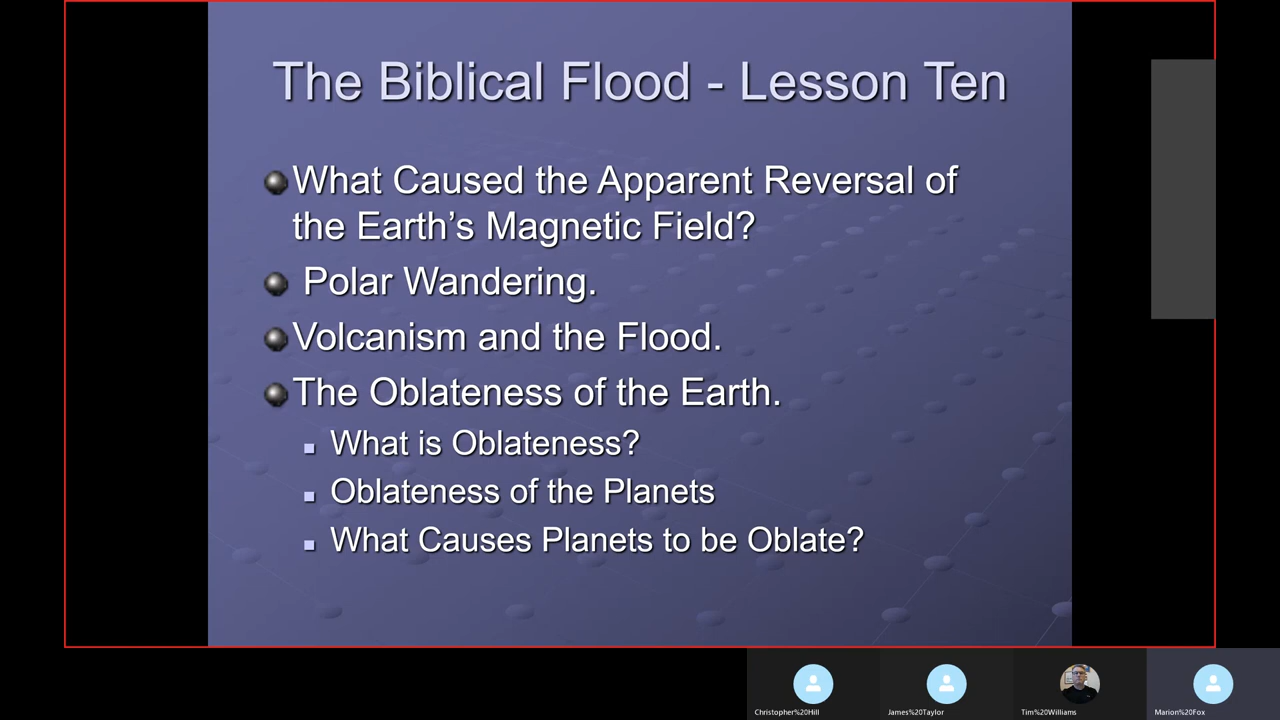 The Biblical Flood - Lesson Ten
What Caused the Apparent Reversal of
the Earth’s Magnetic Field?
Polar Wandering.
Volcanism and the Flood.
The Oblateness of the Earth.
What is Oblateness?
Oblateness of the Planets
What Causes Planets to be Oblate?
Christopher%20Hill
James%20Taylor
Tim%20Williams
Marion%20Fox